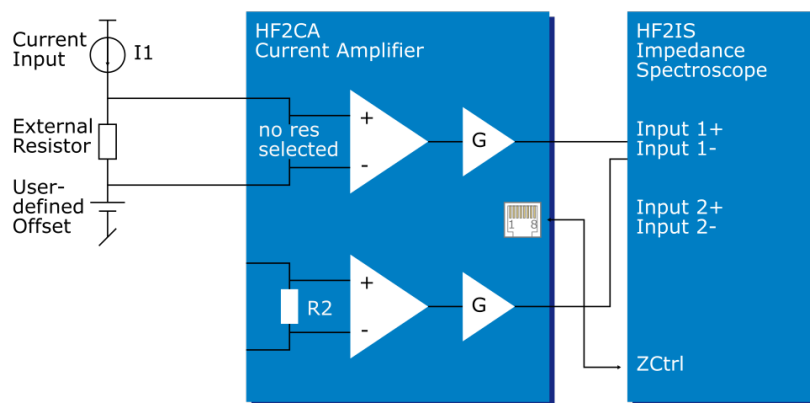 Current
Input
I1
External
Resistor
User-
defined
Offset
HF2CA
Current Amplifier
no res
selected
+
-
G
1 8
R2
+
-
G
HF2IS
Impedance
Spectroscope
Input 1+
Input 1-
Input 2+
Input 2-
ZCtrl